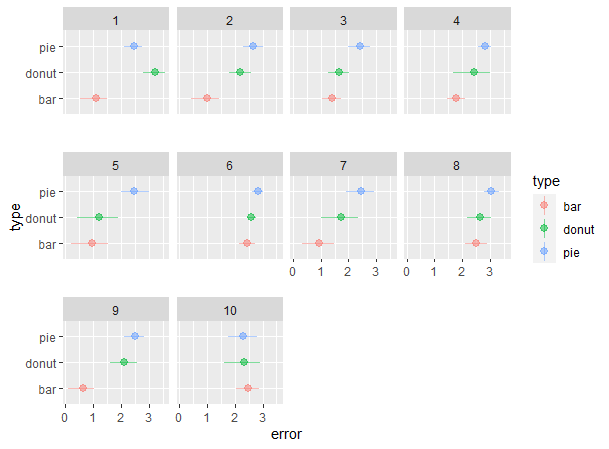 1 2 3 4
pie
donut
bar
5 6 7 8
pie
donut
bar
0 1 2 3 0 1 2 3
9 10
pie
donut
bar
0 1 2 3 0 1 2 3
error
type
type
bar
donut
pie